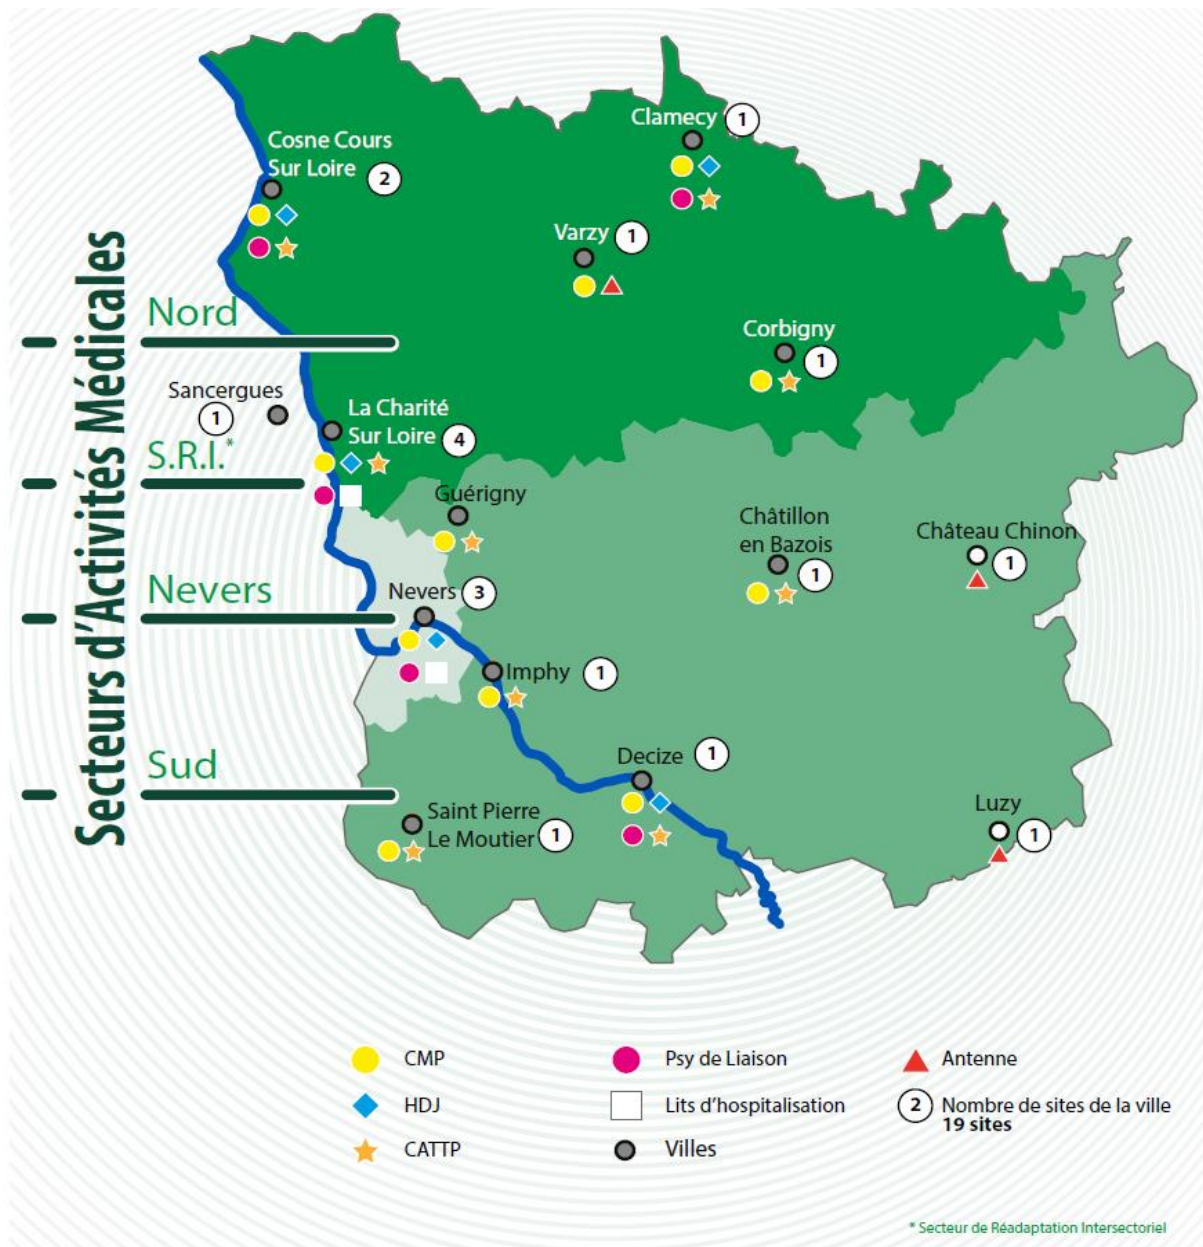 Secteurs d'Activités Médicales
Nord
S.R.I.*
Nevers
Sud
Cosne Cours
Sur Loire
2
Clamecy
1
Varzy
1
Corbigny
1
Sancergues
1
La Charité
Sur Loire
4
Guérigny
Châtillon
en Bazois
1
Château Chinon
1
Nevers
3
Imphy
1
Decize
1
Saint Pierre
Le Moutier
1
Luzy
1
CMP
Psy de Liaison
Antenne
HDJ
Lits d'hospitalisation
2
Nombre de sites de la ville
19 sites
CATTP
Villes
* Secteur de Réadaptation Intersectoriel